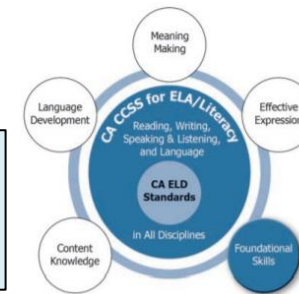 Meaning
Making
Language
Development
Effective
Expression
CA CCSS for ELA/Literacy
Reading, Writing,
Speaking & Listening,
and Language
CA ELD
Standards
in All Disciplines
Content
Knowledge
Foundational
Skills